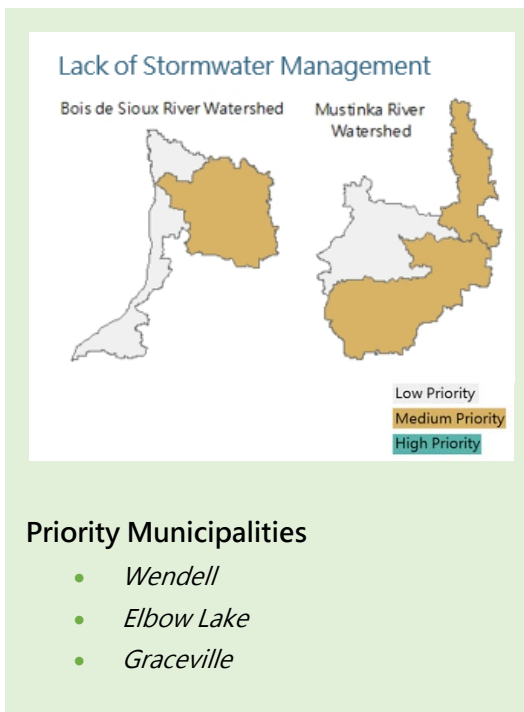 Lack of Stormwater Management
Bois de Sioux River Watershed
Mustinka River
Watershed
Low Priority
Medium Priority
High Priority
Priority Municipalities
• Wendell
• Elbow Lake
• Graceville